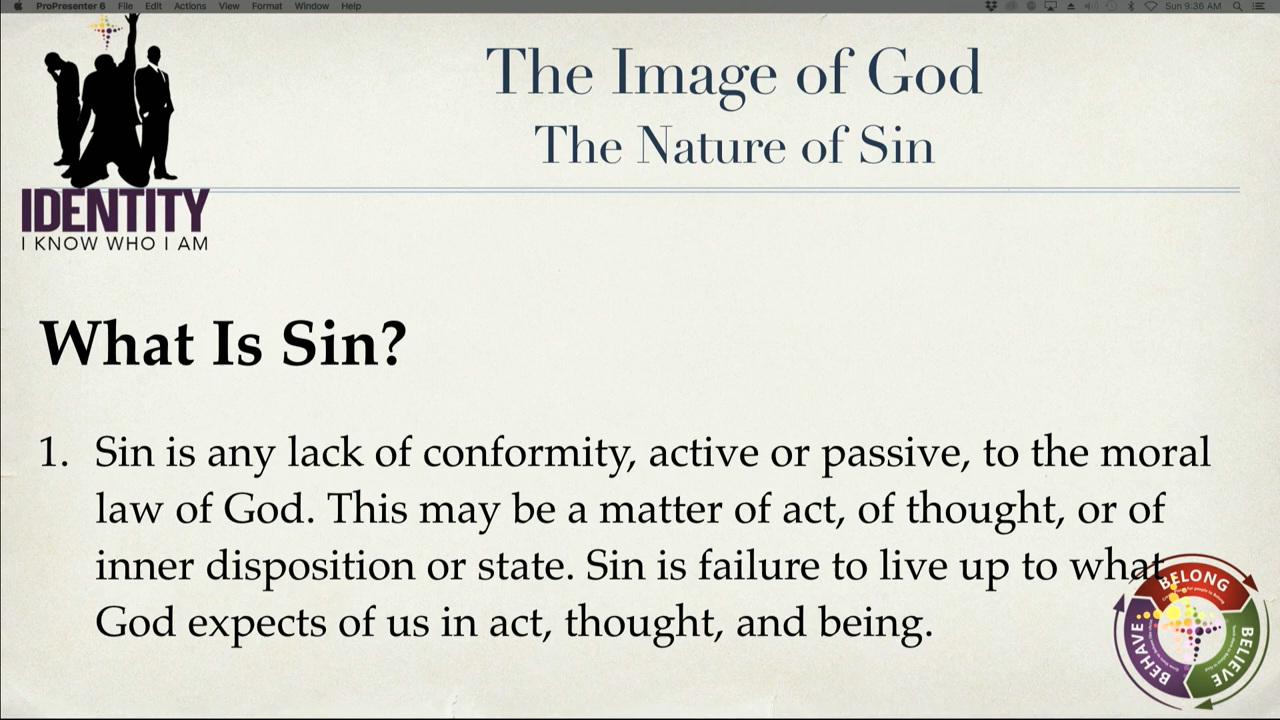 ProPresenter 6 File Edit Actions View Format Window Help Sun 9:36 AM
The Image of God
The Nature of Sin
IDENTITY
I KNOW WHO I AM
What Is Sin?
1. Sin is any lack of conformity, active or passive, to the moral
law of God. This may be a matter of act, of thought, or of
inner disposition or state. Sin is failure to live up to what
God expects of us in act, thought, and being.
BELONG
BELIEVE
BEHAVE